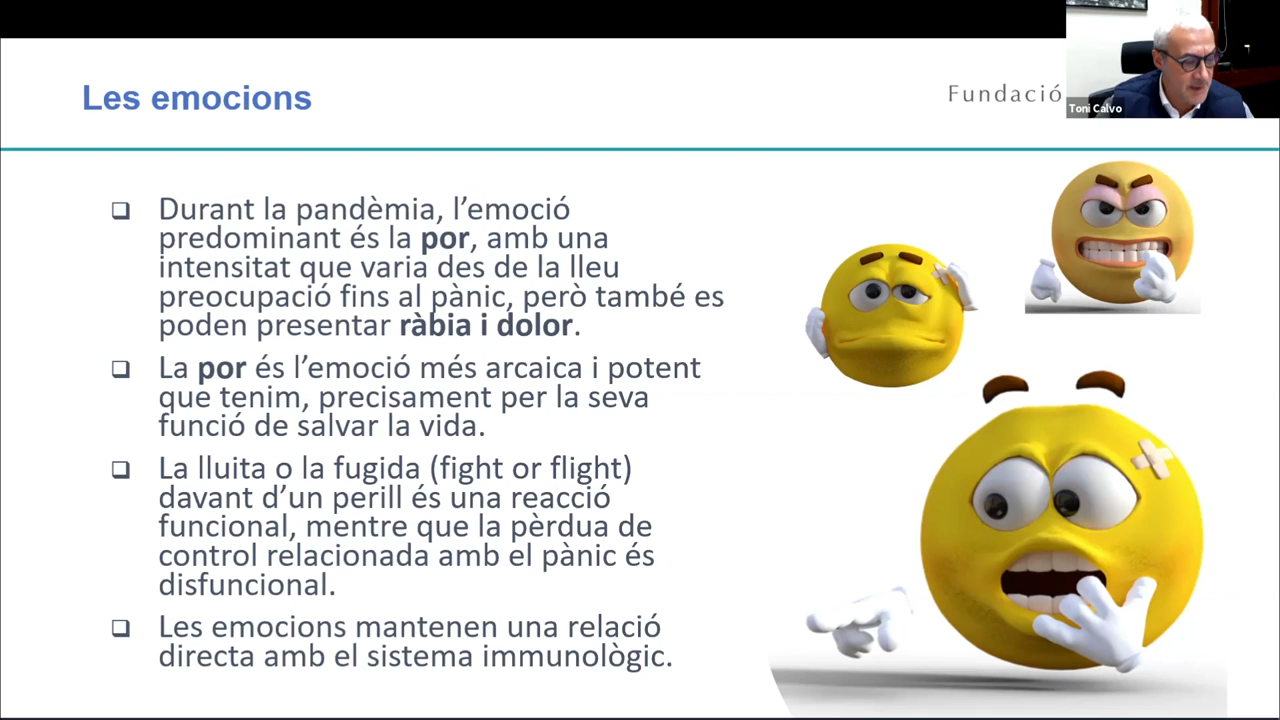 Les emocions
Fundació
Toni Calvo
❑ Durant la pandèmia, l’emoció
predominant és la por, amb una
intensitat que varia des de la lleu
preocupació fins al pànic, però també es
poden presentar ràbia i dolor.
❑ La por és l’emoció més arcaica i potent
que tenim, precisament per la seva
funció de salvar la vida.
❑ La lluita o la fugida (fight or flight)
davant d’un perill és una reacció
funcional, mentre que la pèrdua de
control relacionada amb el pànic és
disfuncional.
❑ Les emocions mantenen una relació
directa amb el sistema immunològic.